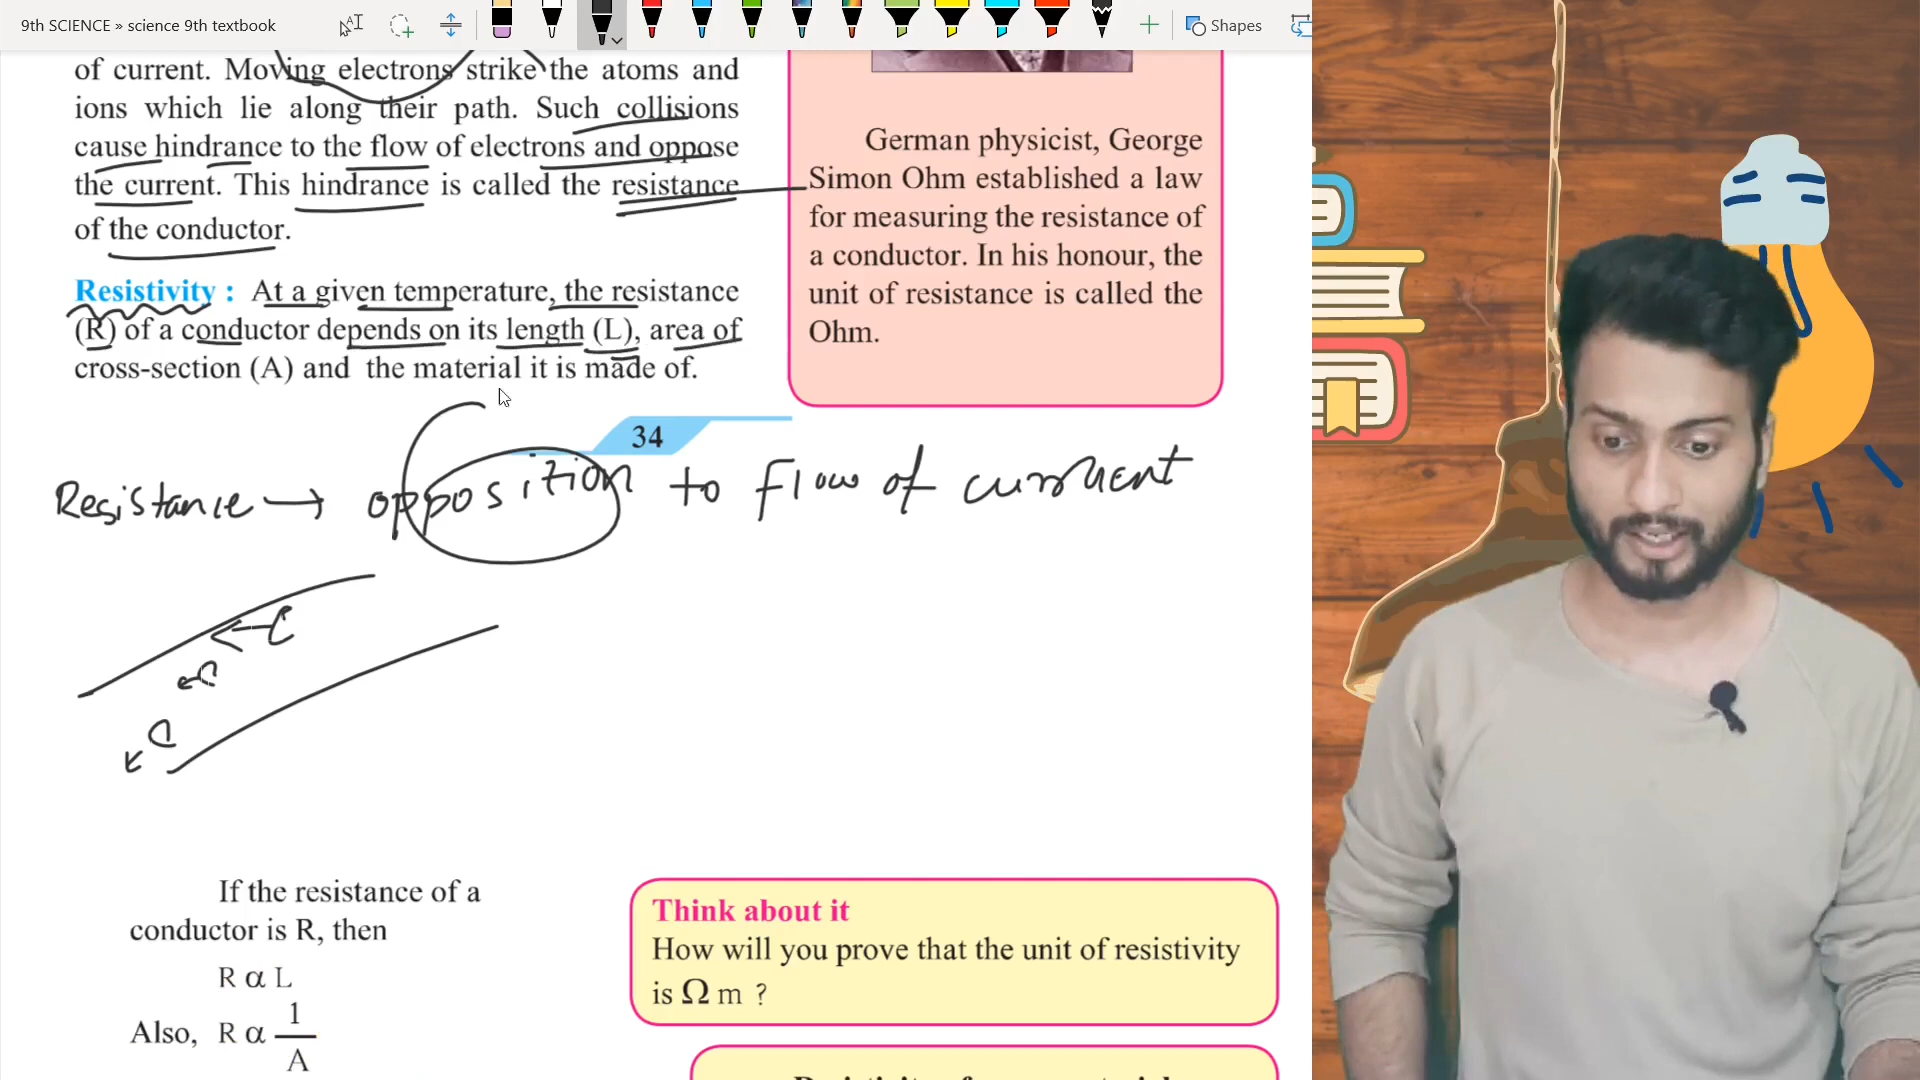 9th SCIENCE » science 9th textbook
Shapes
of current. Moving electrons strike the atoms and
ions which lie along their path. Such collisions
cause hindrance to the flow of electrons and oppose
the current. This hindrance is called the resistance
of the conductor.
Resistivity : At a given temperature, the resistance
(R) of a conductor depends on its length (L), area of
cross-section (A) and the material it is made of.
German physicist, George
Simon Ohm established a law
for measuring the resistance of
a conductor. In his honour, the
unit of resistance is called the
Ohm.
34
Resistance → opposition to flow of current
If the resistance of a
conductor is R, then
R α L
Also, R α 1/A
Think about it
How will you prove that the unit of resistivity
is Ω m ?